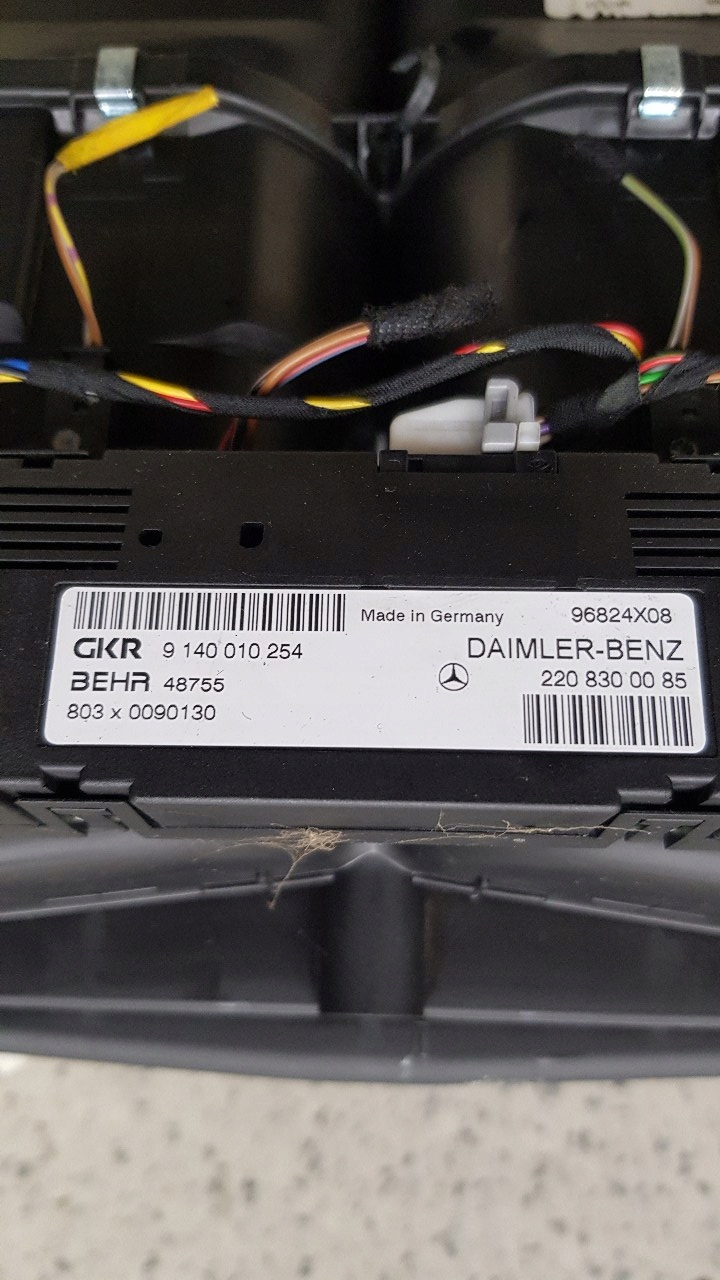 Made in Germany 96824X08
GKR 9 140 010 254 DAIMLER-BENZ
BEHR 48755 220 830 00 85
803 x 0090130